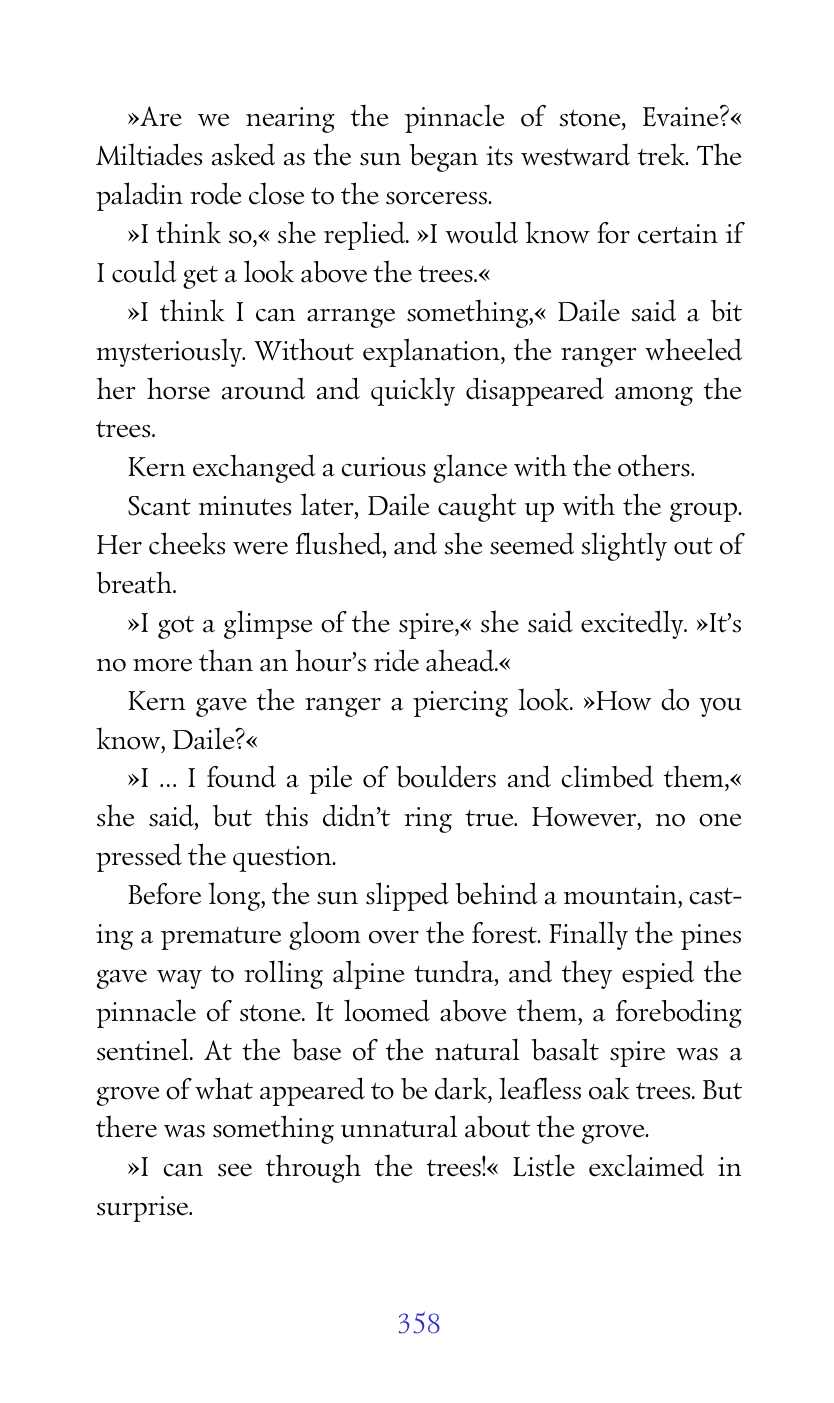 »Are we nearing the pinnacle of stone, Evaine?«
Miltiades asked as the sun began its westward trek. The
paladin rode close to the sorceress.
»I think so,« she replied. »I would know for certain if
I could get a look above the trees.«
»I think I can arrange something,« Daile said a bit
mysteriously. Without explanation, the ranger wheeled
her horse around and quickly disappeared among the
trees.
Kern exchanged a curious glance with the others.
Scant minutes later, Daile caught up with the group.
Her cheeks were flushed, and she seemed slightly out of
breath.
»I got a glimpse of the spire,« she said excitedly. »It’s
no more than an hour’s ride ahead.«
Kern gave the ranger a piercing look. »How do you
know, Daile?«
»I ... I found a pile of boulders and climbed them,«
she said, but this didn’t ring true. However, no one
pressed the question.
Before long, the sun slipped behind a mountain, cast-
ing a premature gloom over the forest. Finally the pines
gave way to rolling alpine tundra, and they espied the
pinnacle of stone. It loomed above them, a foreboding
sentinel. At the base of the natural basalt spire was a
grove of what appeared to be dark, leafless oak trees. But
there was something unnatural about the grove.
»I can see through the trees!« Listle exclaimed in
surprise.
358